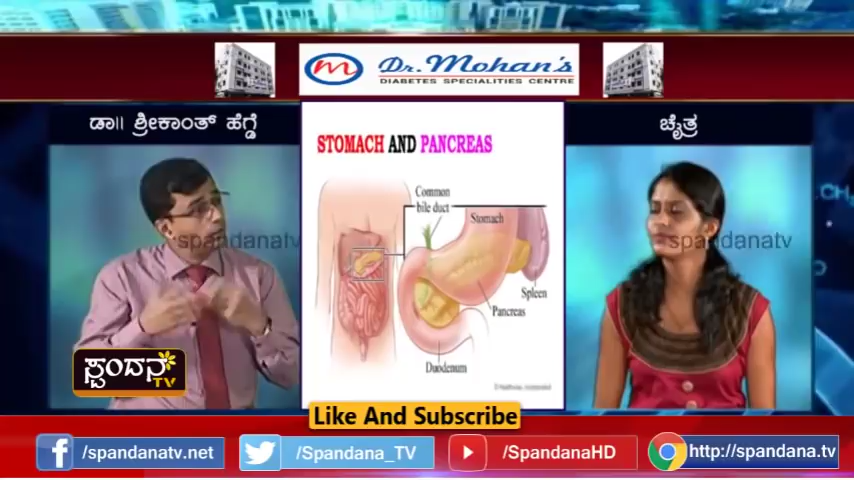 Dr. Mohan's
DIABETES SPECIALITIES CENTRE
ಡಾ|| ಶ್ರೀಕಾಂತ್ ಹೆಗ್ಡೆ
ಚೈತ್ರ
STOMACH AND PANCREAS
Common
bile duct
Stomach
Spleen
Pancreas
Duodenum
spandanatv
spandanatv
CH
ಸ್ಪಂದನ
TV
Like And Subscribe
/spandanatv.net
/Spandana_TV
/SpandanaHD
http://spandana.tv